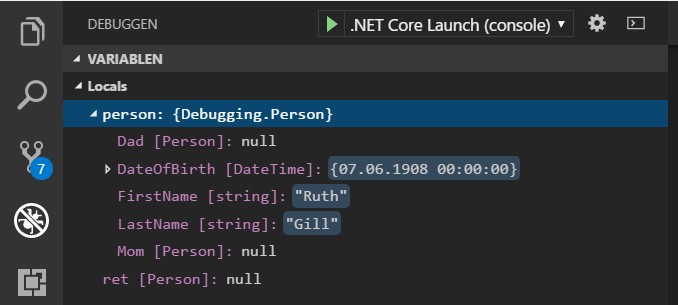 DEBUGGEN
.NET Core Launch (console)
VARIABLEN
Locals
person: {Debugging.Person}
Dad [Person]: null
DateOfBirth [DateTime]: {07.06.1908 00:00:00}
FirstName [string]: "Ruth"
LastName [string]: "Gill"
Mom [Person]: null
ret [Person]: null
7